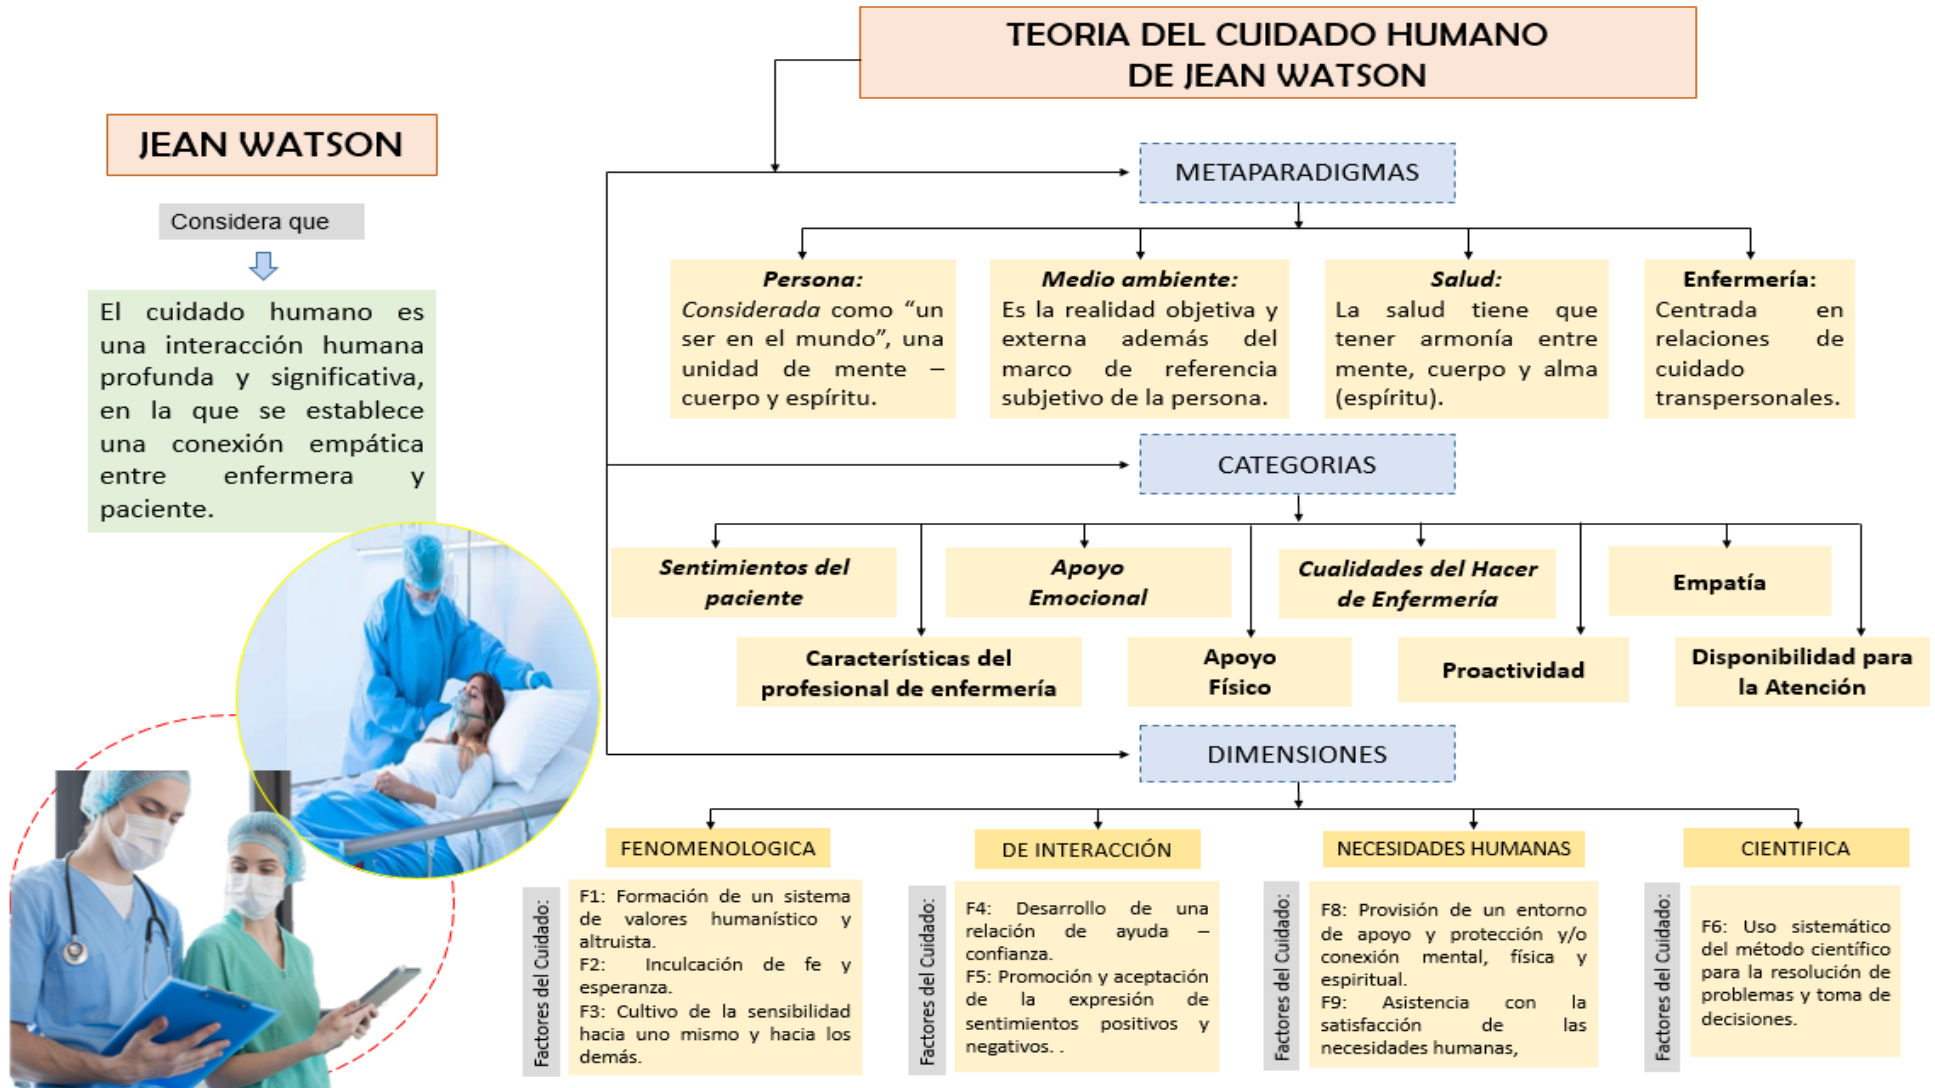 TEORIA DEL CUIDADO HUMANO
DE JEAN WATSON
JEAN WATSON
Considera que
El cuidado humano es
una interacción humana
profunda y significativa,
en la que se establece
una conexión empática
entre enfermera y
paciente.
METAPARADIGMAS
Persona:
Considerada como “un
ser en el mundo”, una
unidad de mente –
cuerpo y espíritu.
Medio ambiente:
Es la realidad objetiva y
externa además del
marco de referencia
subjetivo de la persona.
Salud:
La salud tiene que
tener armonía entre
mente, cuerpo y alma
(espíritu).
Enfermería:
Centrada en
relaciones de
cuidado
transpersonales.
CATEGORIAS
Sentimientos del
paciente
Apoyo
Emocional
Cualidades del Hacer
de Enfermería
Empatía
Características del
profesional de enfermería
Apoyo
Físico
Proactividad
Disponibilidad para
la Atención
DIMENSIONES
FENOMENOLOGICA
Factores del Cuidado:
F1: Formación de un sistema
de valores humanístico y
altruista.
F2: Inculcación de fe y
esperanza.
F3: Cultivo de la sensibilidad
hacia uno mismo y hacia los
demás.
DE INTERACCIÓN
Factores del Cuidado:
F4: Desarrollo de una
relación de ayuda –
confianza.
F5: Promoción y aceptación
de la expresión de
sentimientos positivos y
negativos. .
NECESIDADES HUMANAS
Factores del Cuidado:
F8: Provisión de un entorno
de apoyo y protección y/o
conexión mental, física y
espiritual.
F9: Asistencia con la
satisfacción de las
necesidades humanas,
CIENTIFICA
Factores del Cuidado:
F6: Uso sistemático
del método científico
para la resolución de
problemas y toma de
decisiones.